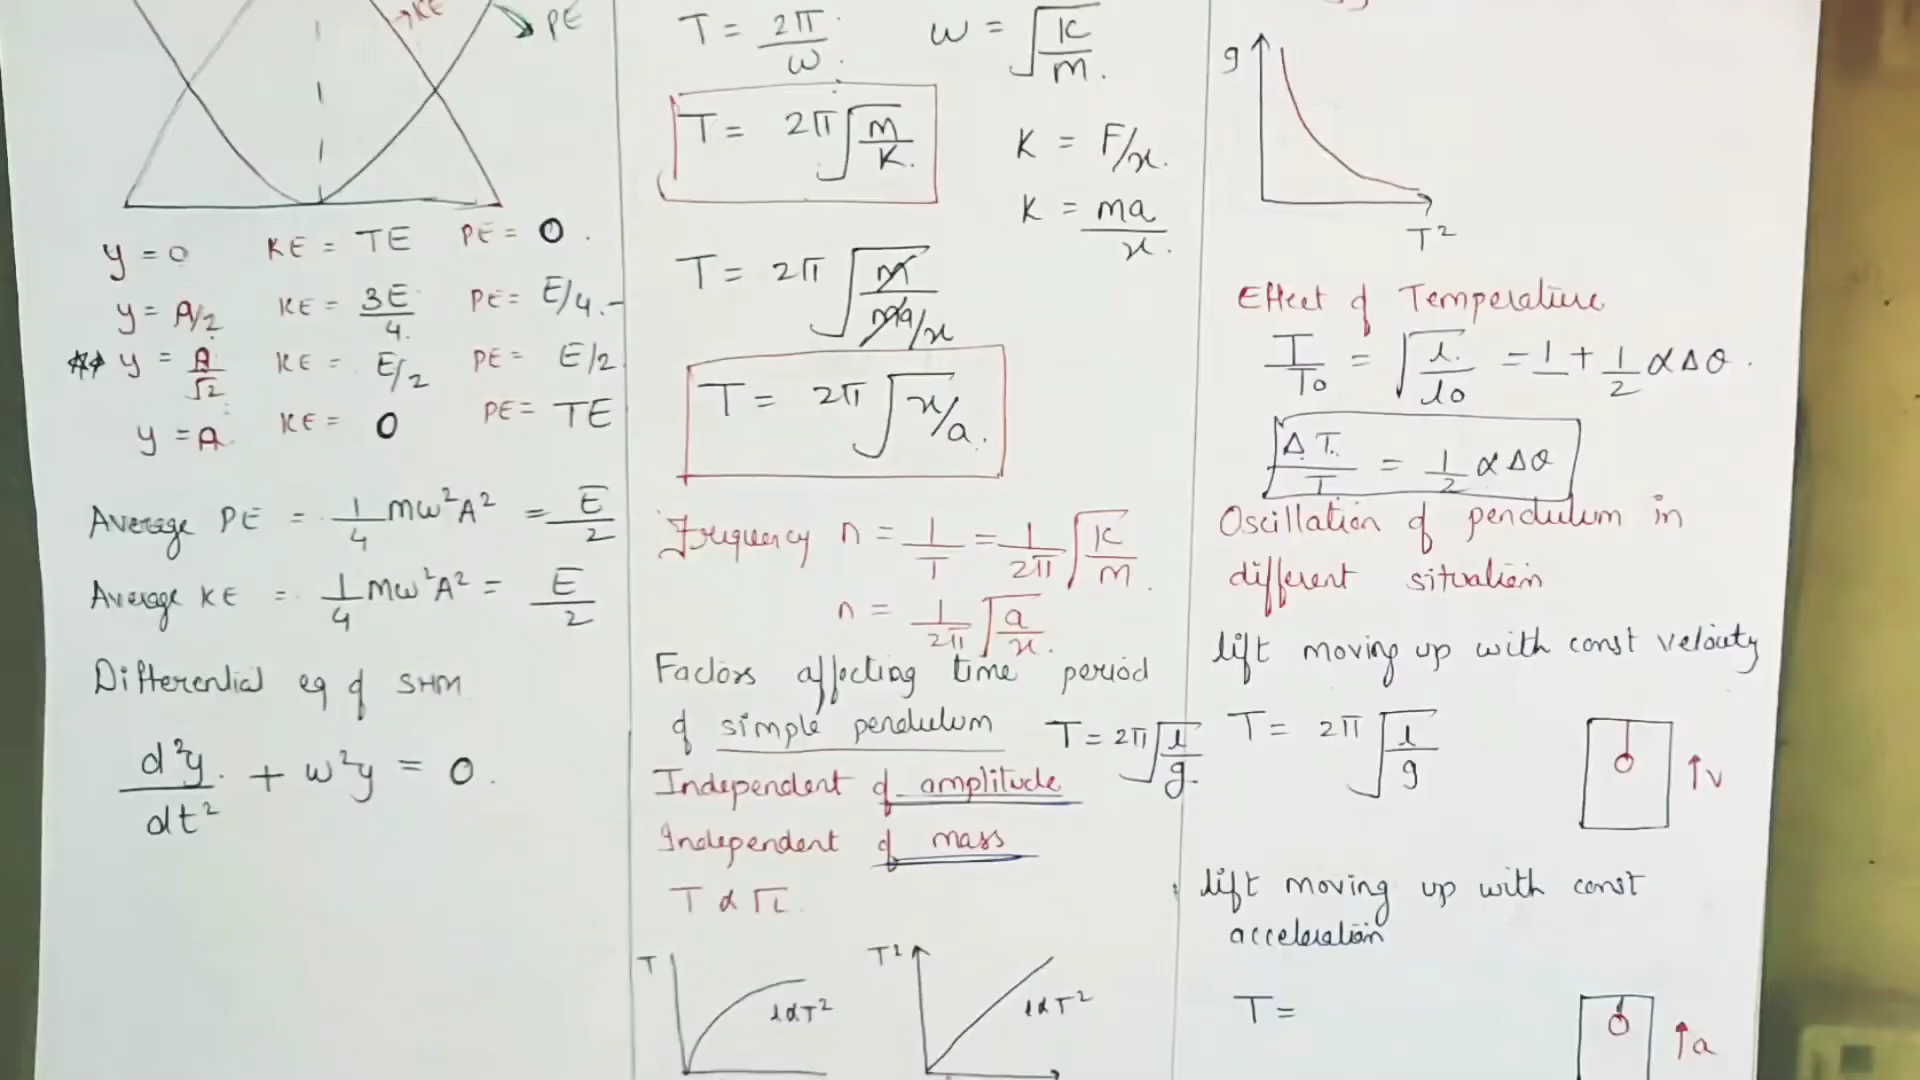 →KE
PE
y = 0 KE = TE PE = 0.
y = A/2 KE = 3E/4. PE = E/4.
** y = A/√2 KE = E/2 PE = E/2.
y = A. KE = 0 PE = TE
Average PE = 1/4 mω²A² = E/2
Average KE = 1/4 mω²A² = E/2
Differential eq of SHM
d²y/dt² + ω²y = 0.
T = 2π/ω. ω = √(K/m).
T = 2π√(m/K). K = F/x.
K = ma/x.
T = 2π√(m/(ma/x))
T = 2π√(x/a).
Frequency n = 1/T = 1/2π √(K/m).
n = 1/2π √(a/x).
Factors affecting time period
of simple pendulum T = 2π√(l/g).
Independent of amplitude
Independent of mass
T α √l.
T
l α T²
T²
l α T²
g
T²
Effect of Temperature
T/T0 = √(l/l0) = 1 + 1/2 αΔθ.
ΔT/T = 1/2 αΔθ
Oscillation of pendulum in
different situation
lift moving up with const velocity
T = 2π√(l/g)
↑v
lift moving up with const
acceleration
T =
↑a